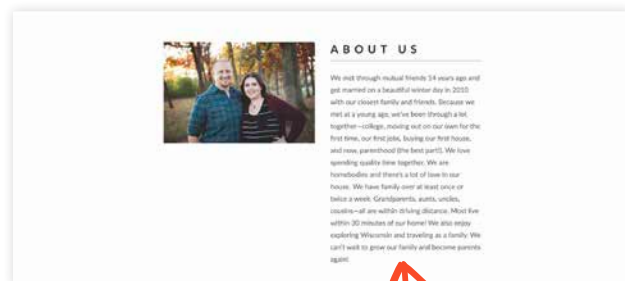 ABOUT US
We met through mutual friends 14 years ago and
got married on a beautiful winter day in 2010
with our closest family and friends. Because we
met at a young age, we've been through a lot
together—college, moving out on our own for the
first time, our first jobs, buying our first house,
and now, parenthood (the best part!). We love
spending quality time together. We are
homebodies and there's a lot of love in our
house. We have family over at least once or
twice a week. Grandparents, aunts, uncles,
cousins—all are within driving distance. Most live
within 30 minutes of our home! We also enjoy
exploring Wisconsin and traveling as a family. We
can't wait to grow our family and become parents
again!